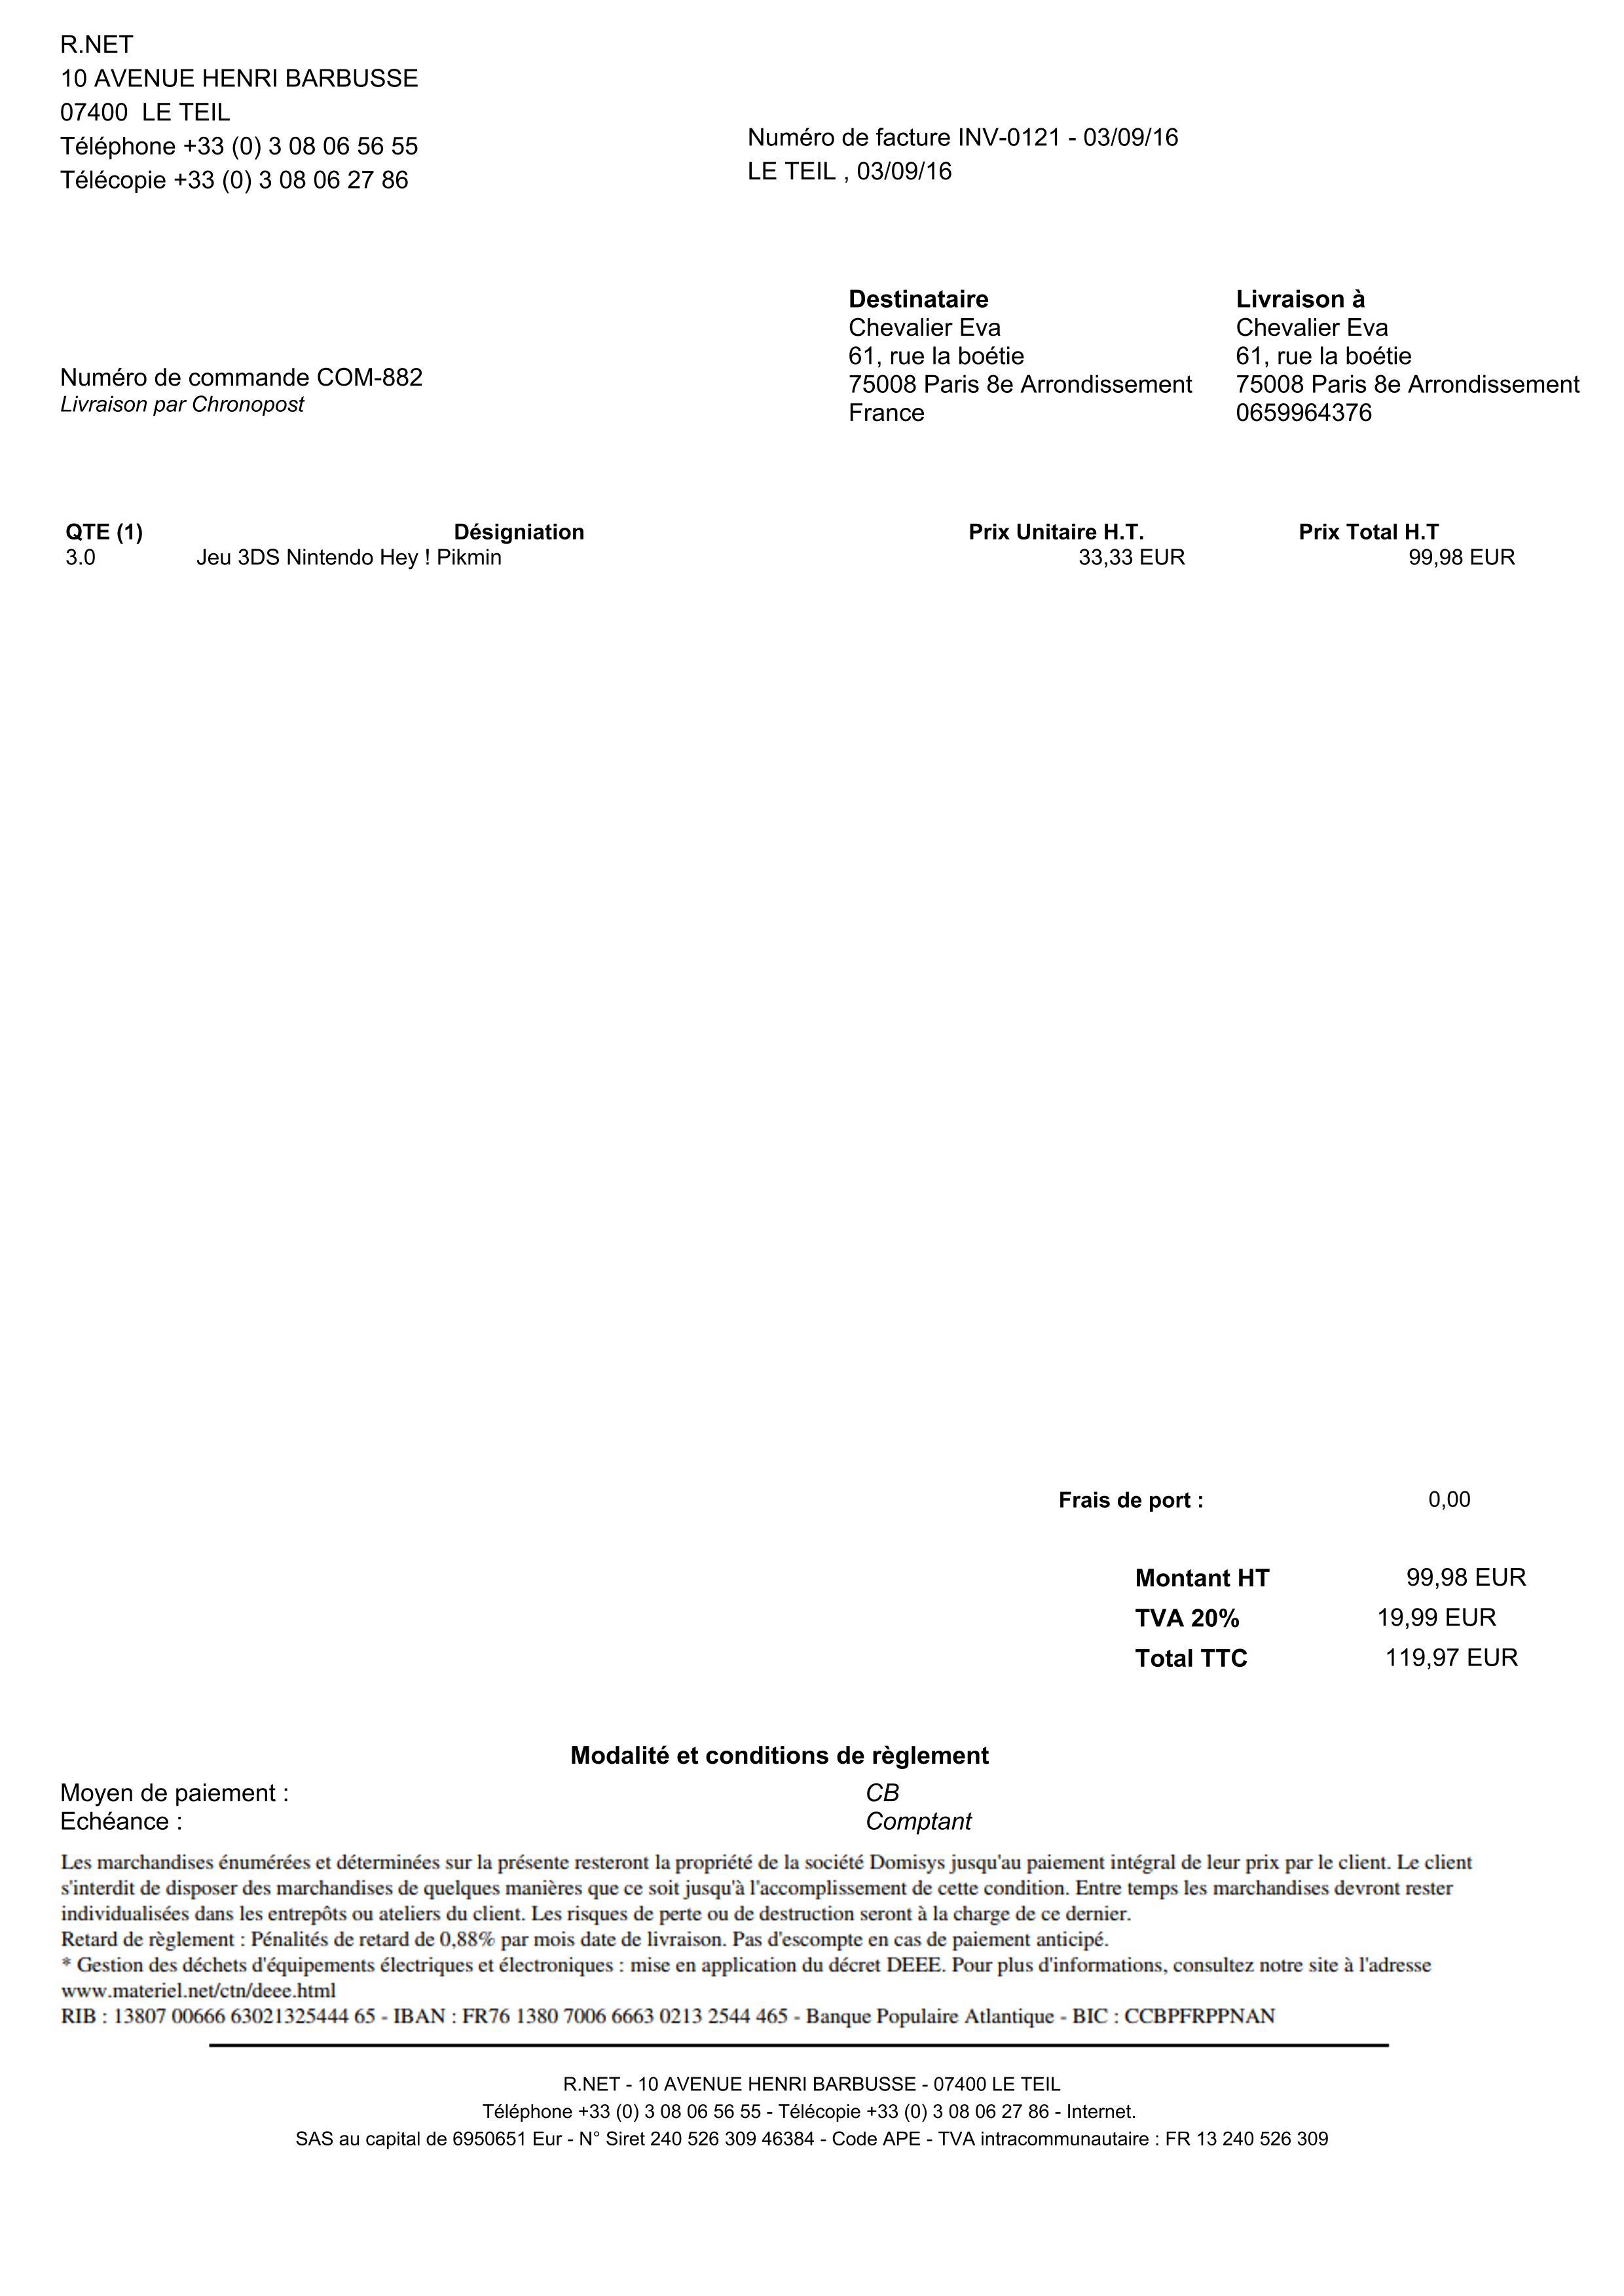 R.NET
10 AVENUE HENRI BARBUSSE
07400  LE TEIL
Téléphone +33 (0) 3 08 06 56 55
Télécopie +33 (0) 3 08 06 27 86
Numéro de facture INV-0121 - 03/09/16
LE TEIL , 03/09/16
Numéro de commande COM-882
Livraison par Chronopost
Destinataire
Chevalier Eva
61, rue la boétie
75008 Paris 8e Arrondissement
France
Livraison à
Chevalier Eva
61, rue la boétie
75008 Paris 8e Arrondissement
0659964376
QTE (1) Désigniation Prix Unitaire H.T. Prix Total H.T
3.0 Jeu 3DS Nintendo Hey ! Pikmin 33,33 EUR 99,98 EUR
Frais de port : 0,00
Montant HT 99,98 EUR
TVA 20% 19,99 EUR
Total TTC 119,97 EUR
Modalité et conditions de règlement
Moyen de paiement : CB
Echéance : Comptant
Les marchandises énumérées et déterminées sur la présente resteront la propriété de la société Domisys jusqu'au paiement intégral de leur prix par le client. Le client
s'interdit de disposer des marchandises de quelques manières que ce soit jusqu'à l'accomplissement de cette condition. Entre temps les marchandises devront rester
individualisées dans les entrepôts ou ateliers du client. Les risques de perte ou de destruction seront à la charge de ce dernier.
Retard de règlement : Pénalités de retard de 0,88% par mois date de livraison. Pas d'escompte en cas de paiement anticipé.
* Gestion des déchets d'équipements électriques et électroniques : mise en application du décret DEEE. Pour plus d'informations, consultez notre site à l'adresse
www.materiel.net/ctn/deee.html
RIB : 13807 00666 63021325444 65 - IBAN : FR76 1380 7006 6663 0213 2544 465 - Banque Populaire Atlantique - BIC : CCBPFRPPNAN
R.NET - 10 AVENUE HENRI BARBUSSE - 07400 LE TEIL
Téléphone +33 (0) 3 08 06 56 55 - Télécopie +33 (0) 3 08 06 27 86 - Internet.
SAS au capital de 6950651 Eur - N° Siret 240 526 309 46384 - Code APE - TVA intracommunautaire : FR 13 240 526 309